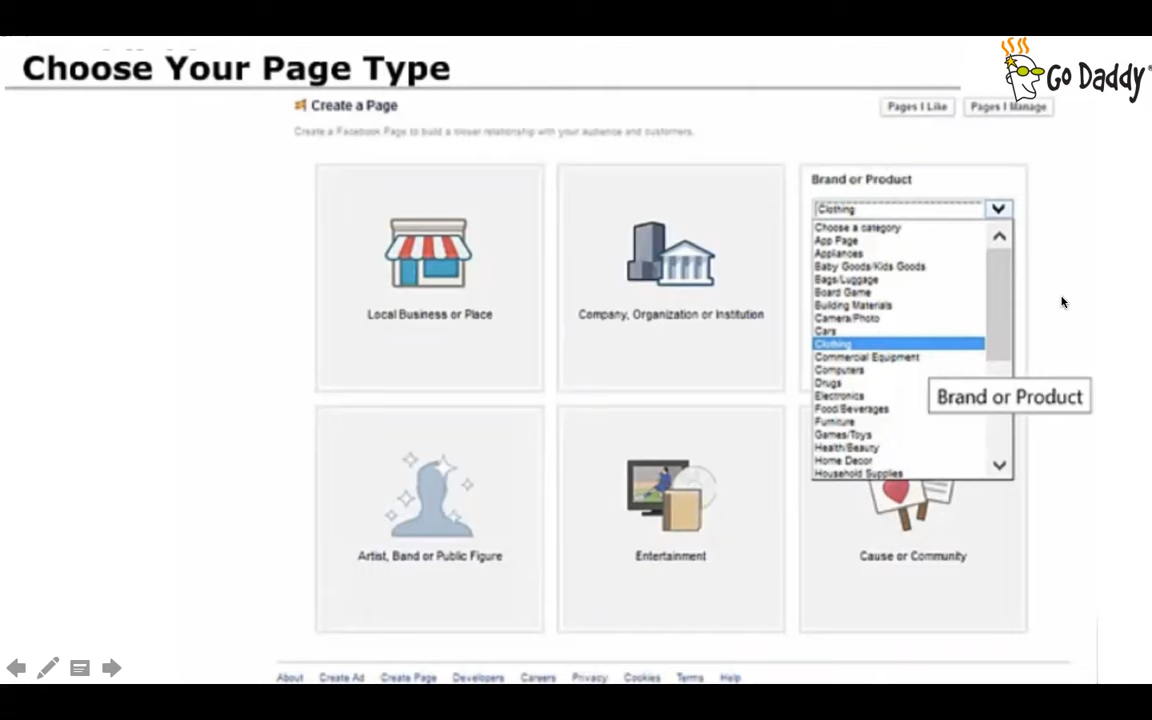 Choose Your Page Type
Go Daddy
Create a Page
Pages I Like
Pages I Manage
Create a Facebook Page to build a closer relationship with your audience and customers.
Local Business or Place
Company, Organization or Institution
Brand or Product
Clothing
Choose a category
App Page
Appliances
Baby Goods/Kids Goods
Bags/Luggage
Board Game
Building Materials
Camera/Photo
Cars
Clothing
Commercial Equipment
Computers
Drugs
Electronics
Food/Beverages
Furniture
Games/Toys
Health/Beauty
Home Decor
Household Supplies
Brand or Product
Artist, Band or Public Figure
Entertainment
Cause or Community
About
Create Ad
Create Page
Developers
Careers
Privacy
Cookies
Terms
Help